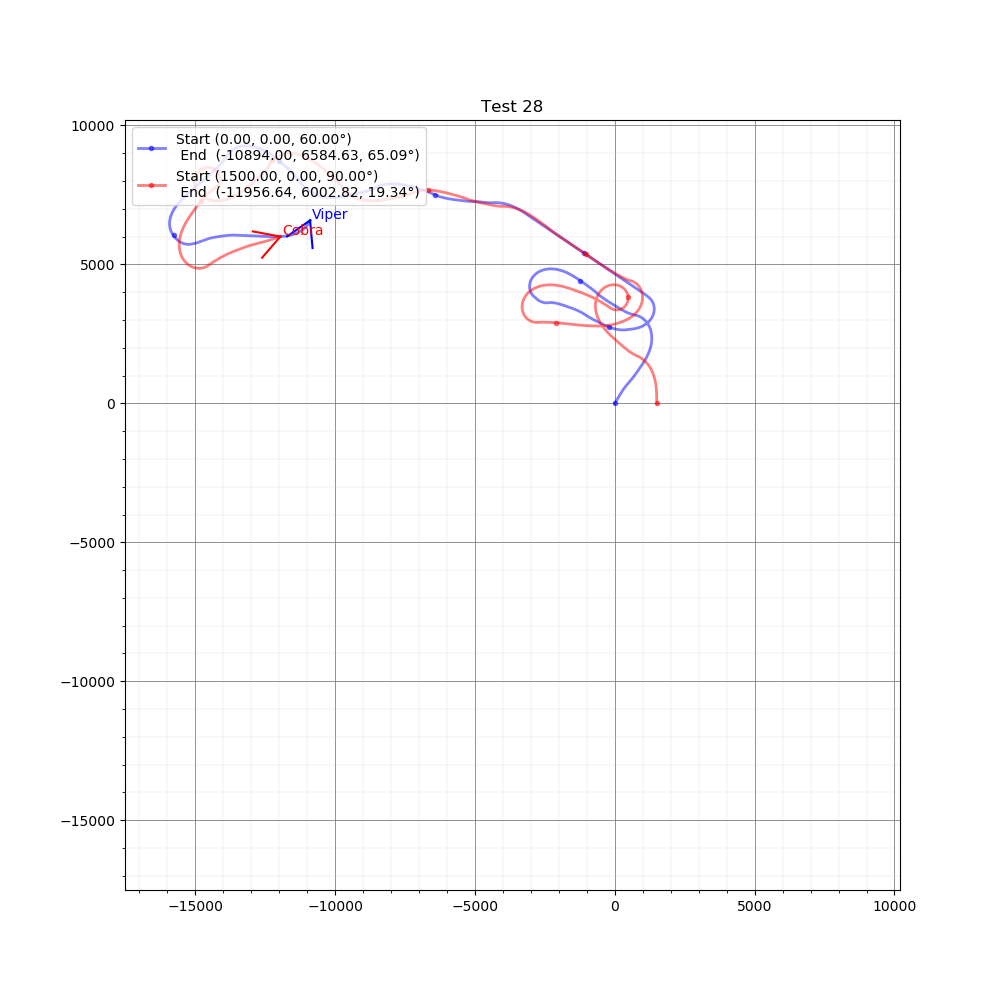 Test 28
Start (0.00, 0.00, 60.00°)
End (-10894.00, 6584.63, 65.09°)
Start (1500.00, 0.00, 90.00°)
End (-11956.64, 6002.82, 19.34°)
Viper
Cobra
10000
5000
0
−5000
−10000
−15000
−15000 −10000 −5000 0 5000 10000